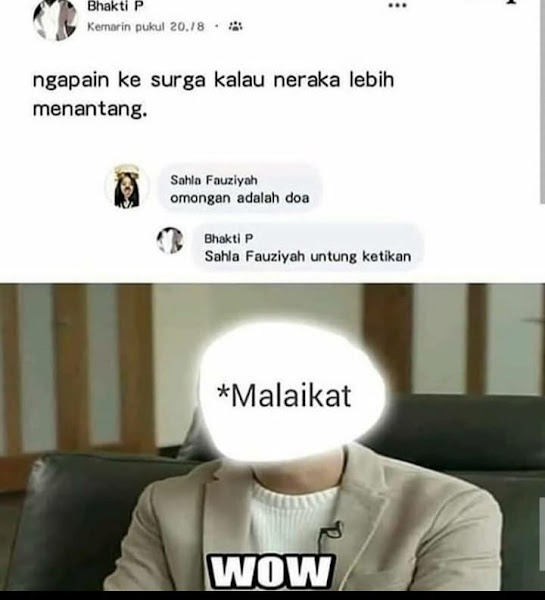 Bhakti P
Kemarin pukul 20.18 ·
ngapain ke surga kalau neraka lebih
menantang.
Sahla Fauziyah
omongan adalah doa
Bhakti P
Sahla Fauziyah untung ketikan
*Malaikat
WOW